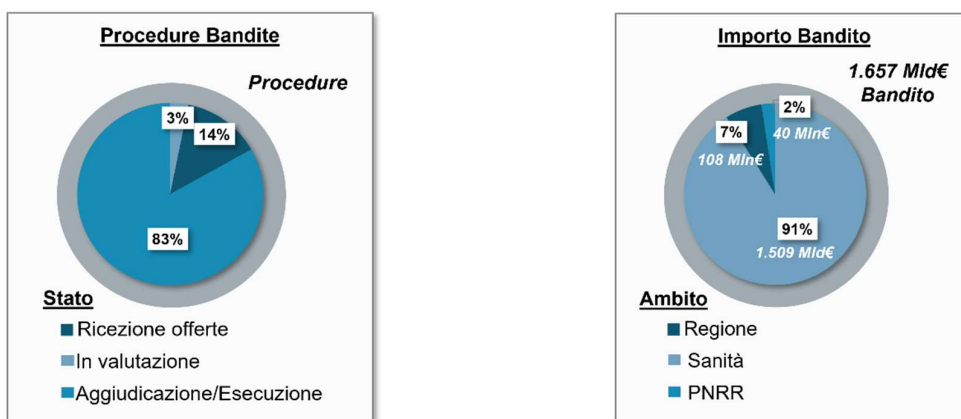 Procedure Bandite
Procedure
3%
14%
83%
Stato
Ricezione offerte
In valutazione
Aggiudicazione/Esecuzione
Importo Bandito
1.657 Mld€
Bandito
2%
7%
40 Mln€
108 Mln€
91%
1.509 Mld€
Ambito
Regione
Sanità
PNRR